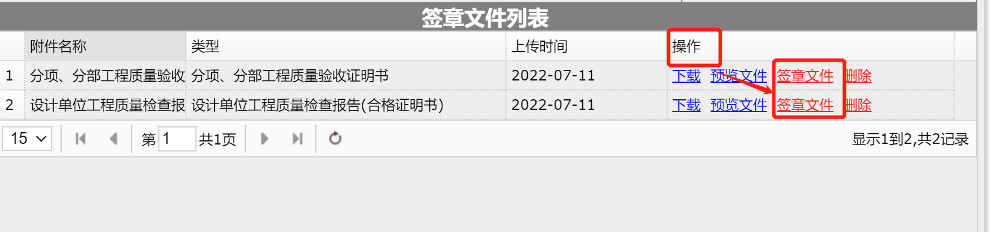 签章文件列表
附件名称 类型 上传时间 操作
1 分项、分部工程质量验收 分项、分部工程质量验收证明书 2022-07-11 下载 预览文件 签章文件 删除
2 设计单位工程质量检查报 设计单位工程质量检查报告(合格证明书) 2022-07-11 下载 预览文件 签章文件 删除
15 第 1 共1页 显示1到2,共2记录